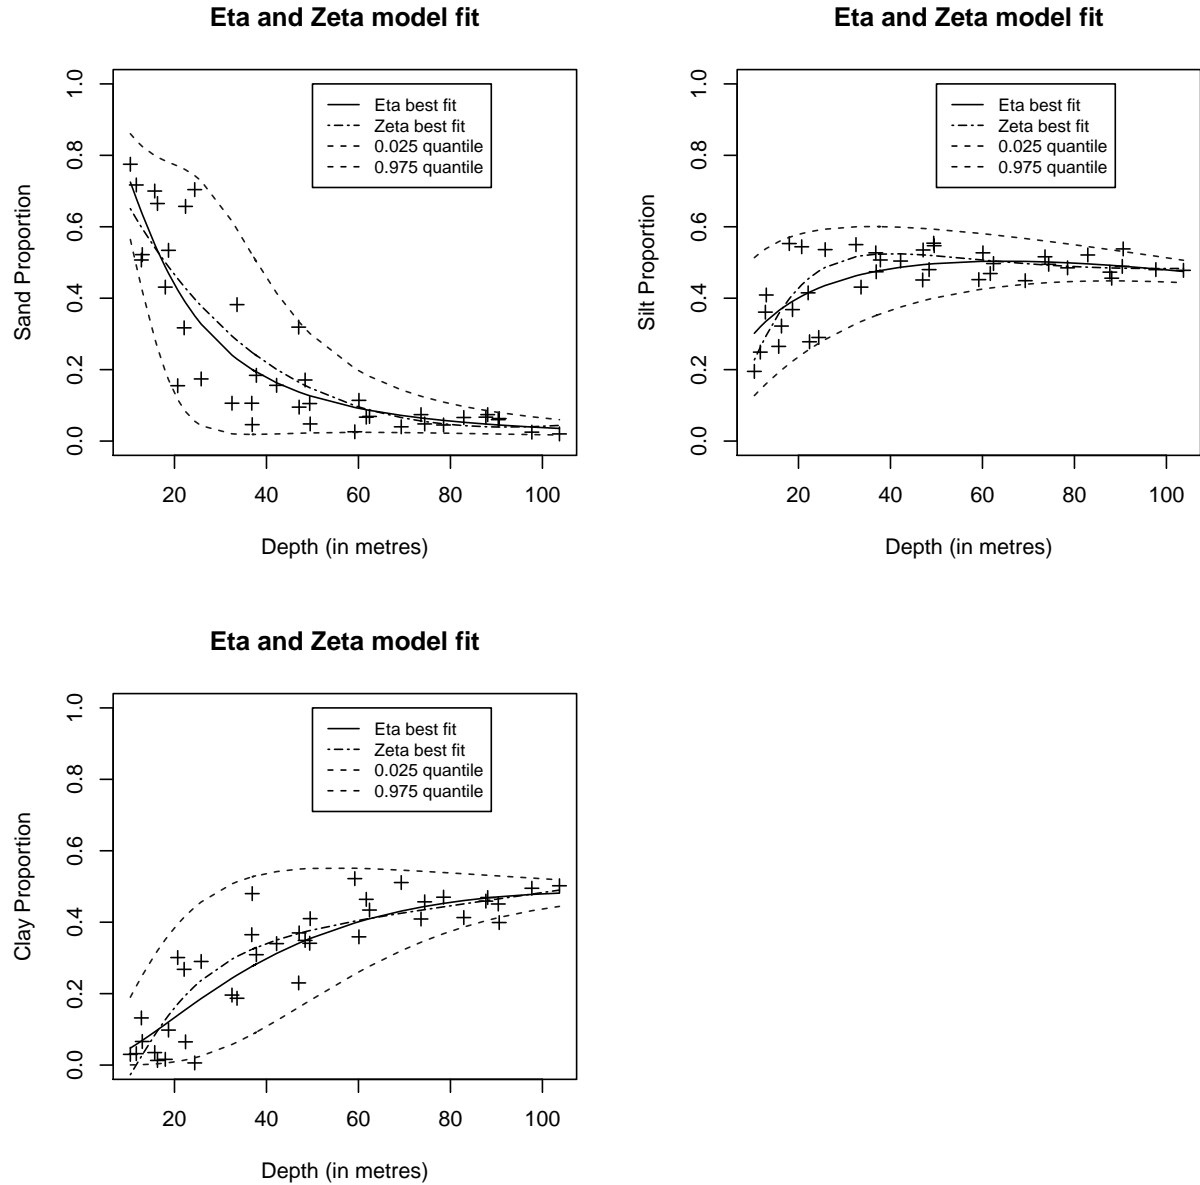 Eta and Zeta model fit
Sand Proportion
1.0
0.8
0.6
0.4
0.2
0.0
Eta best fit
Zeta best fit
0.025 quantile
0.975 quantile
20 40 60 80 100
Depth (in metres)
Eta and Zeta model fit
Silt Proportion
1.0
0.8
0.6
0.4
0.2
0.0
Eta best fit
Zeta best fit
0.025 quantile
0.975 quantile
20 40 60 80 100
Depth (in metres)
Eta and Zeta model fit
Clay Proportion
1.0
0.8
0.6
0.4
0.2
0.0
Eta best fit
Zeta best fit
0.025 quantile
0.975 quantile
20 40 60 80 100
Depth (in metres)